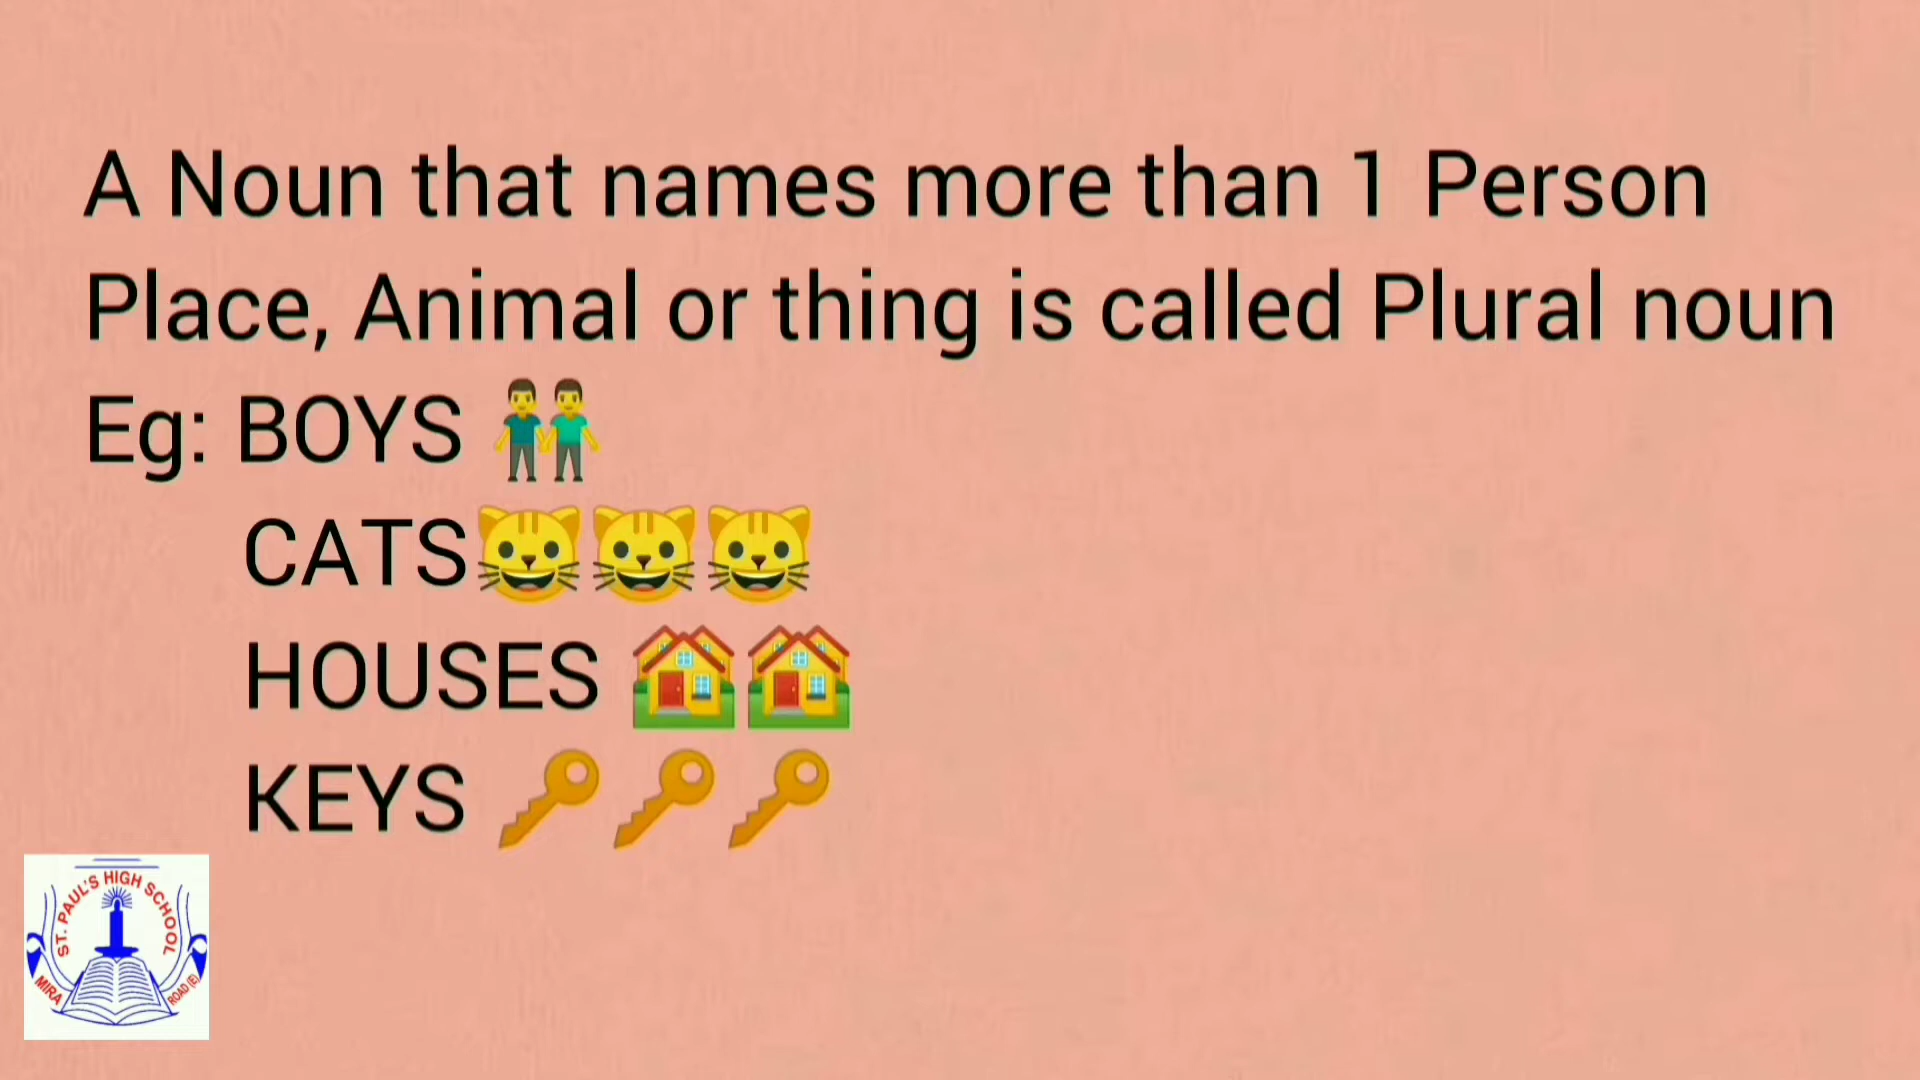 A Noun that names more than 1 Person
Place, Animal or thing is called Plural noun
Eg: BOYS
CATS
HOUSES
KEYS
ST. PAUL'S HIGH SCHOOL
MIRA ROAD (E)